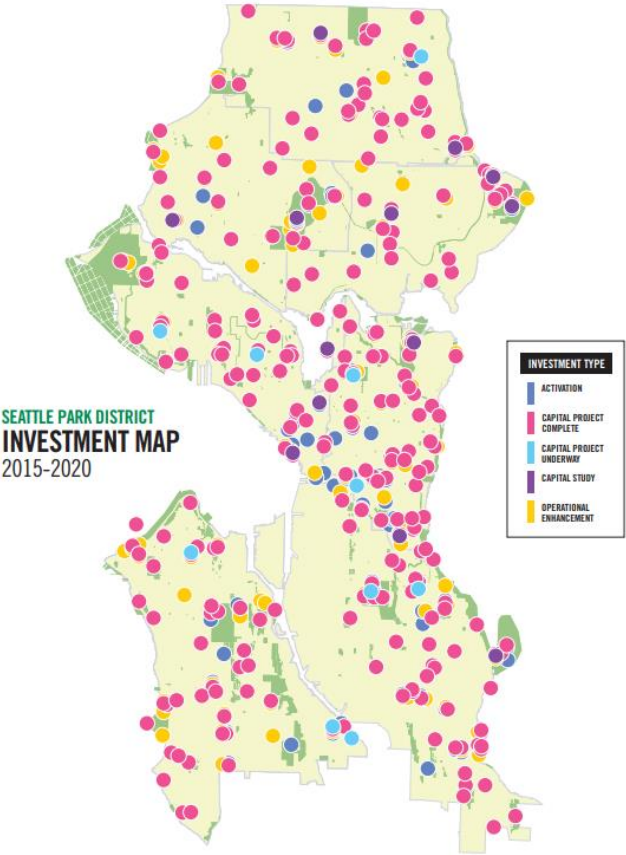 SEATTLE PARK DISTRICT
INVESTMENT MAP
2015-2020
INVESTMENT TYPE
ACTIVATION
CAPITAL PROJECT
COMPLETE
CAPITAL PROJECT
UNDERWAY
CAPITAL STUDY
OPERATIONAL
ENHANCEMENT